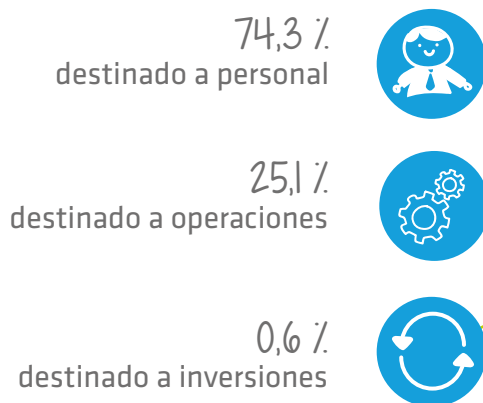 74,3 %
destinado a personal
25,1 %
destinado a operaciones
0,6 %
destinado a inversiones